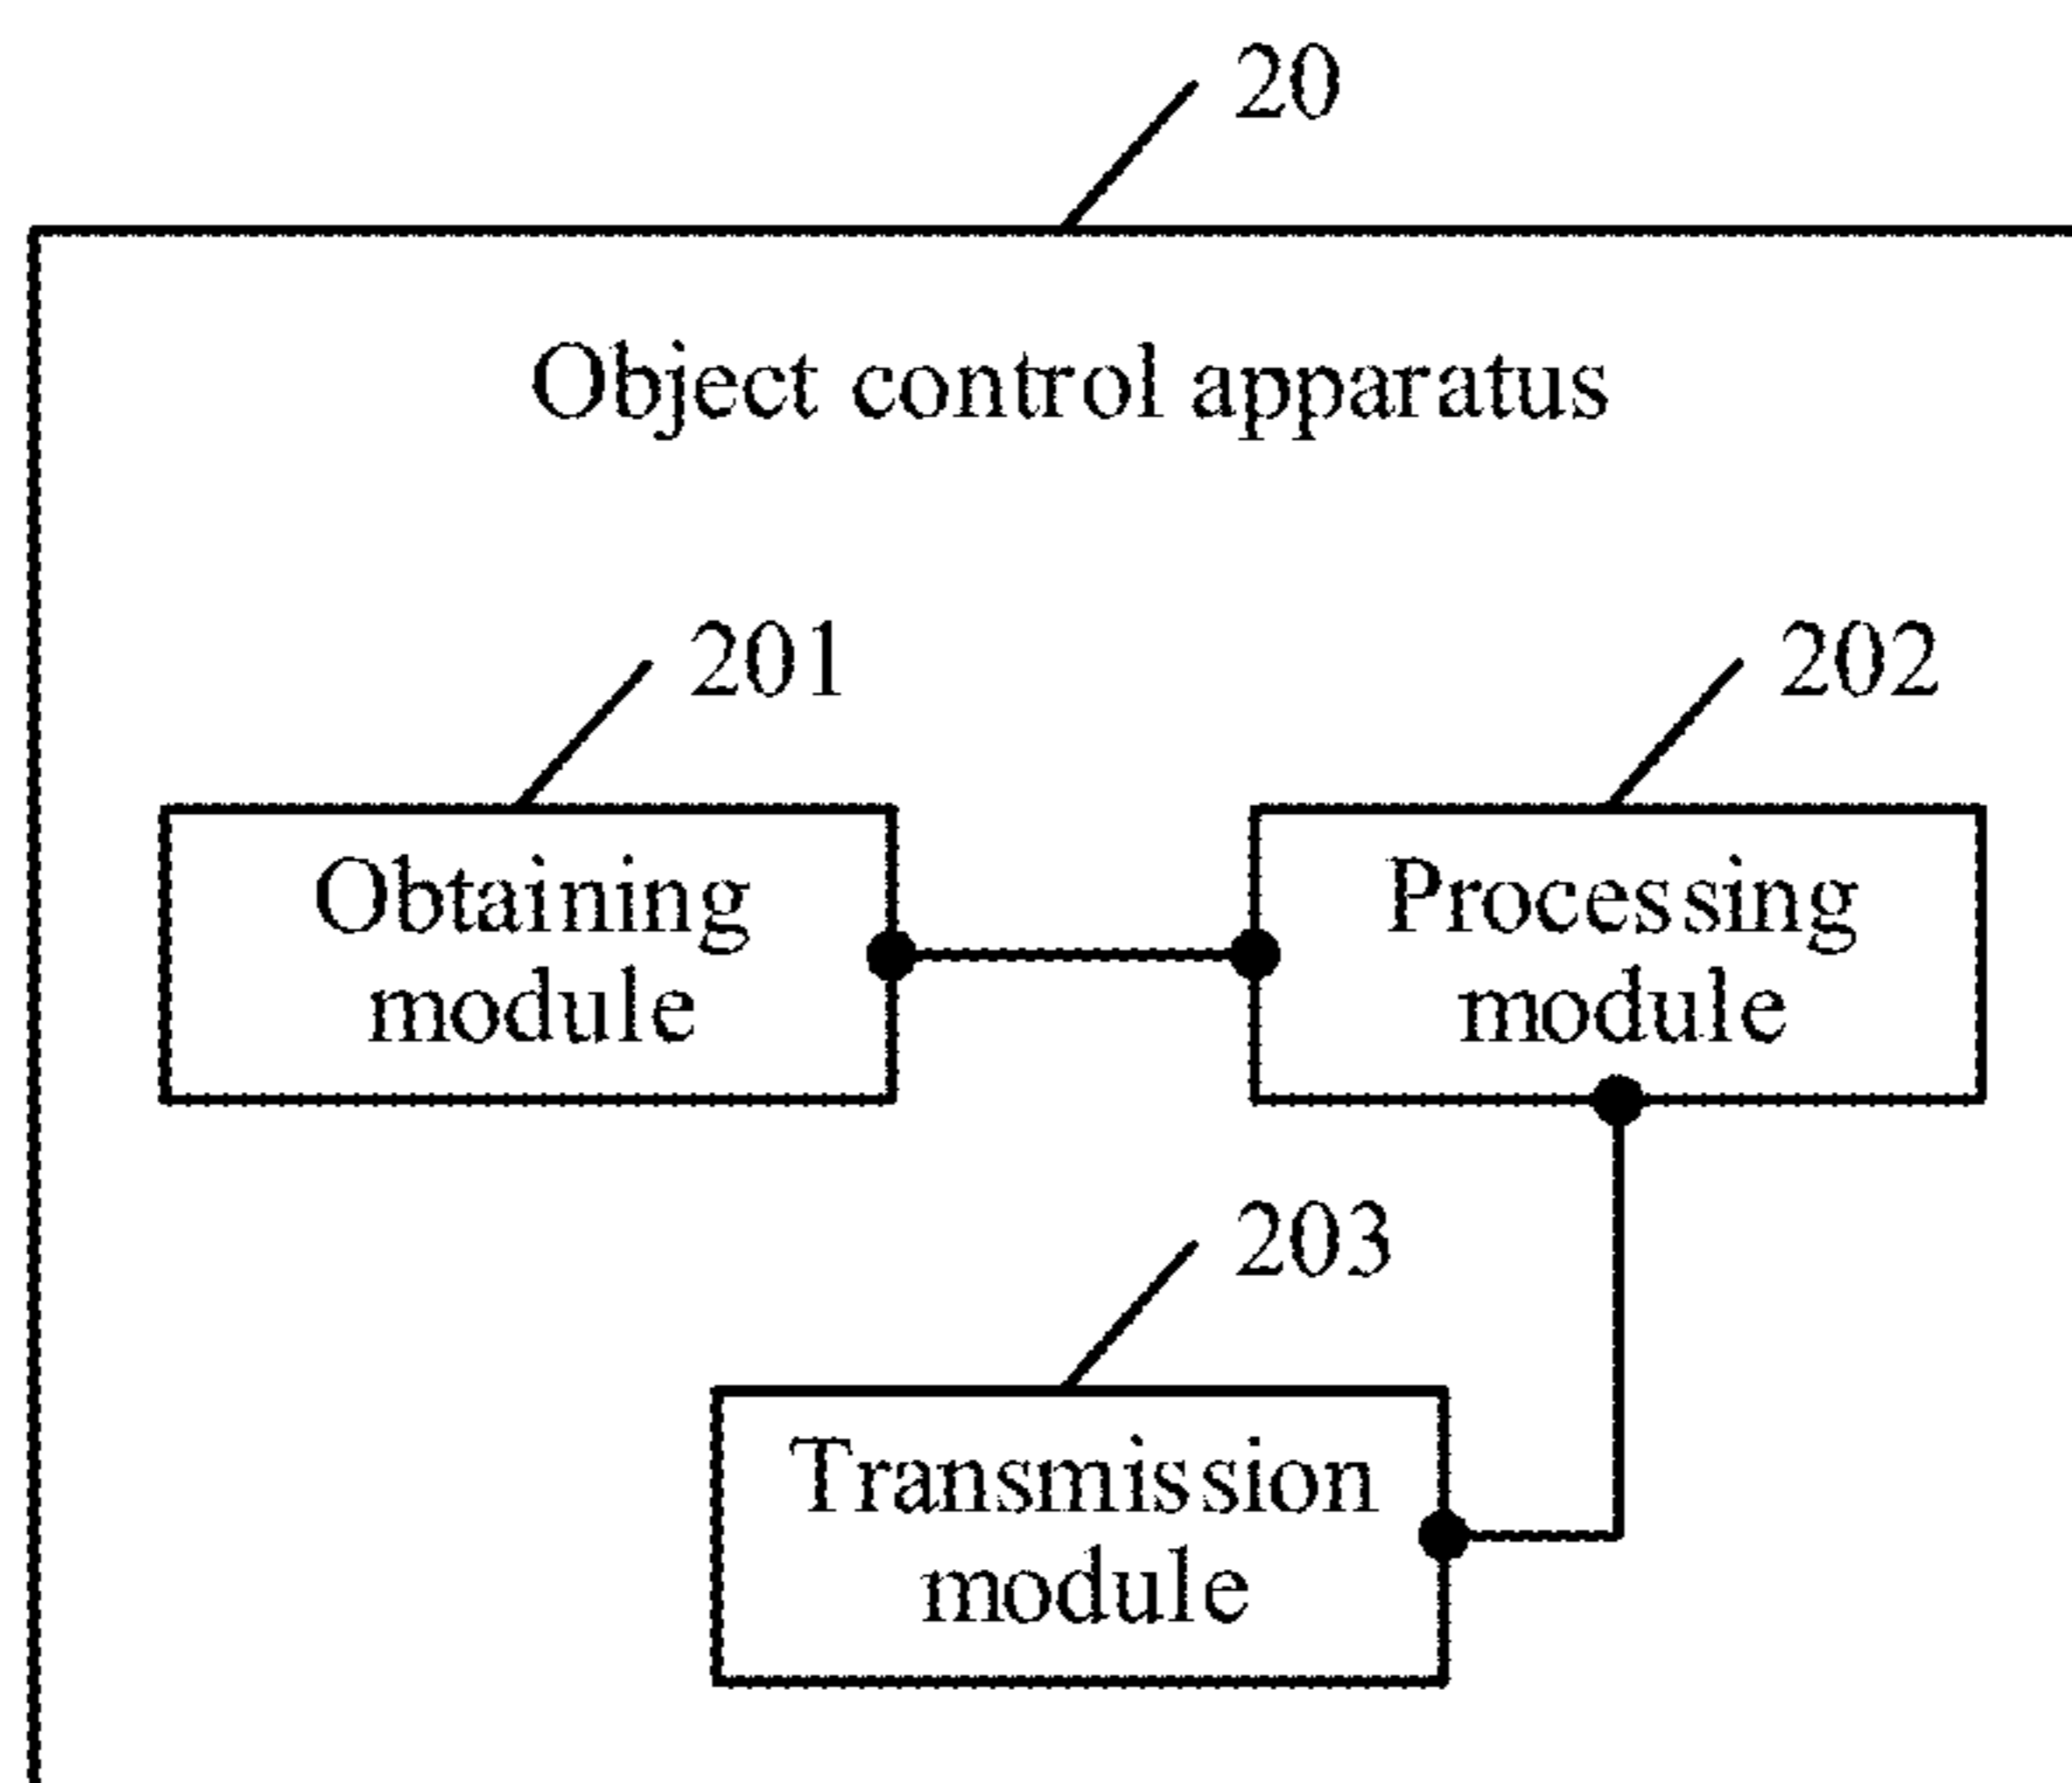 20
Object control apparatus
201
202
Obtaining
module
Processing
module
203
Transmission
module